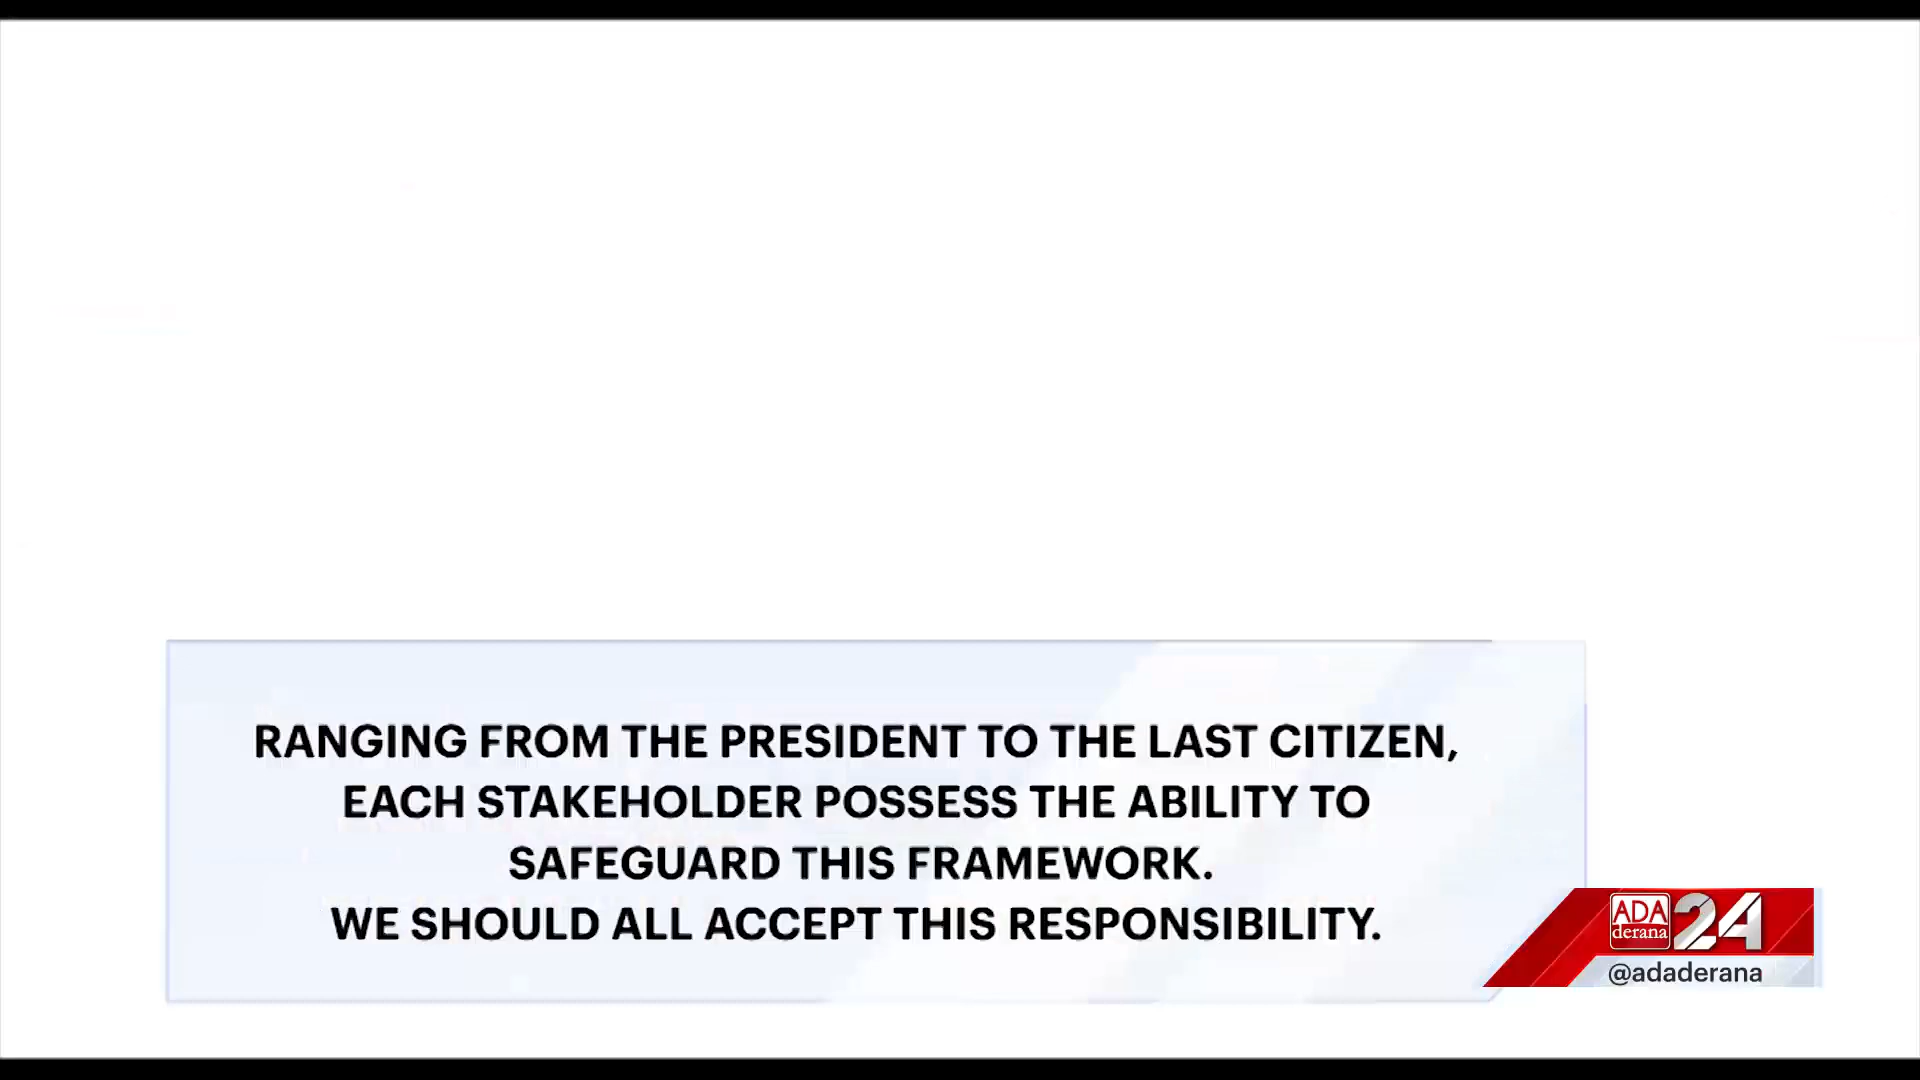 RANGING FROM THE PRESIDENT TO THE LAST CITIZEN,
EACH STAKEHOLDER POSSESS THE ABILITY TO
SAFEGUARD THIS FRAMEWORK.
WE SHOULD ALL ACCEPT THIS RESPONSIBILITY.
ADA
derana
24
@adaderana